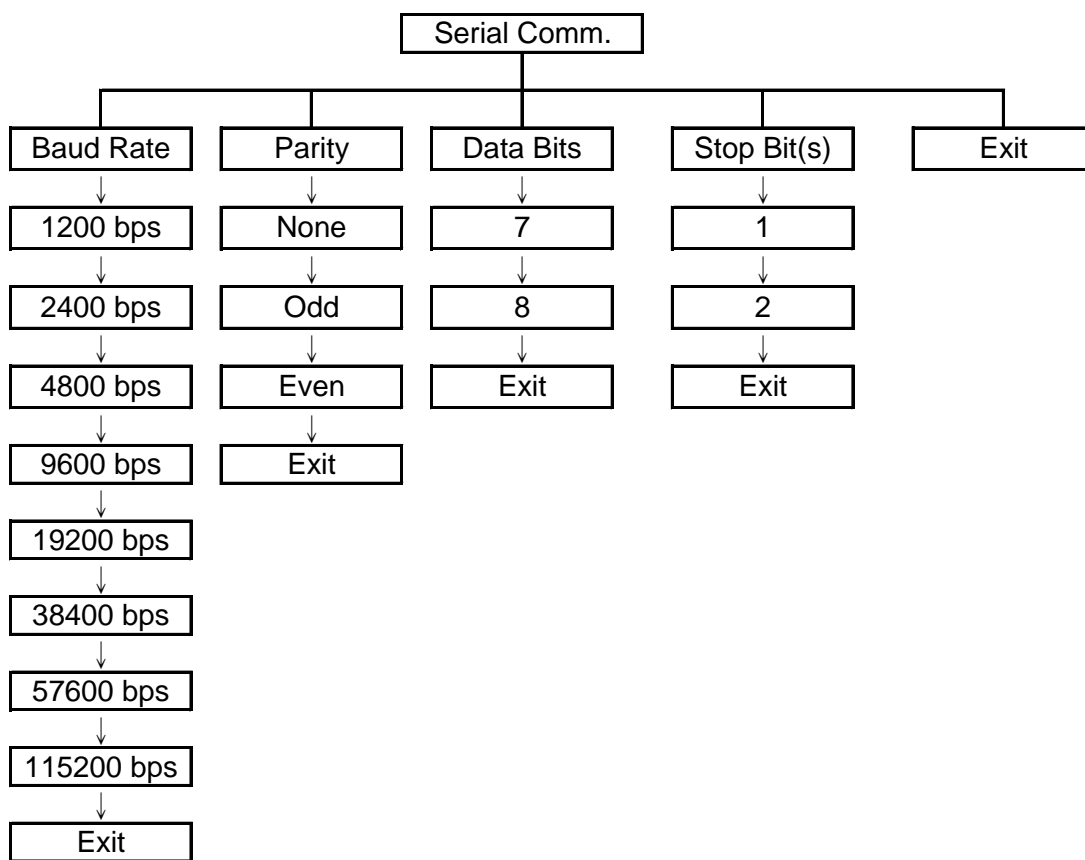 Serial Comm.
Baud Rate
Parity
Data Bits
Stop Bit(s)
Exit
1200 bps
None
7
1
2400 bps
Odd
8
2
4800 bps
Even
Exit
Exit
9600 bps
Exit
19200 bps
38400 bps
57600 bps
115200 bps
Exit